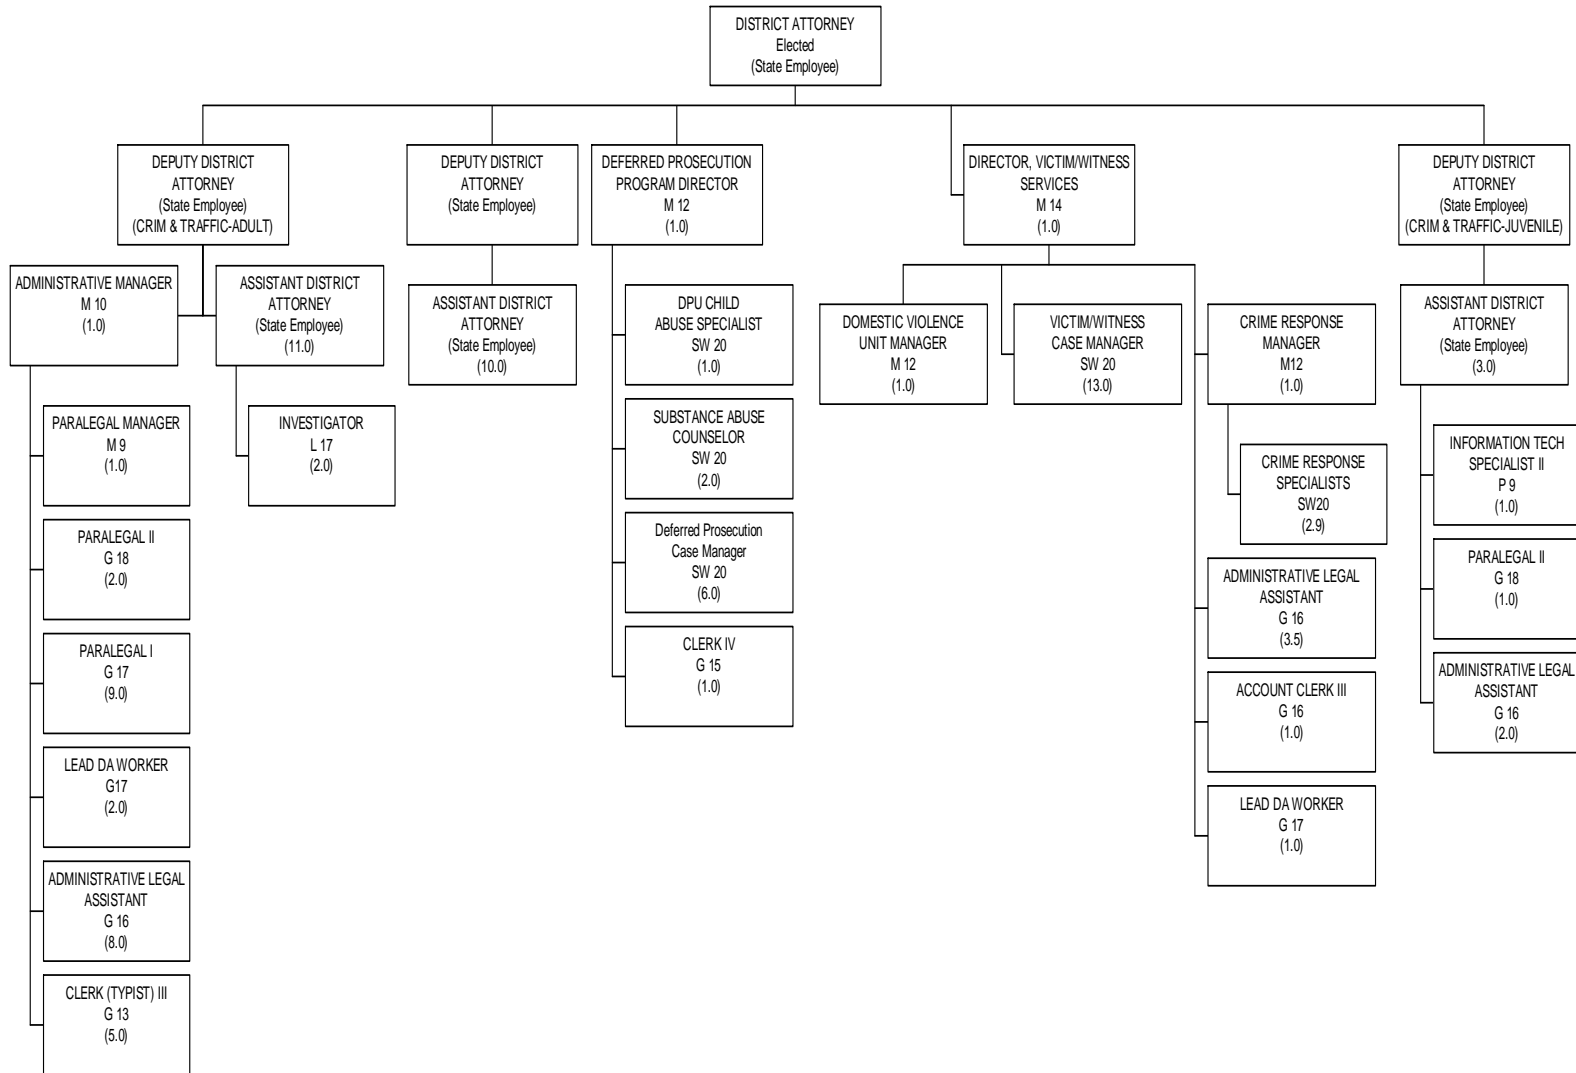 DISTRICT ATTORNEY
Elected
(State Employee)
DEPUTY DISTRICT
ATTORNEY
(State Employee)
(CRIM & TRAFFIC-ADULT)
DEPUTY DISTRICT
ATTORNEY
(State Employee)
DEFERRED PROSECUTION
PROGRAM DIRECTOR
M 12
(1.0)
DIRECTOR, VICTIM/WITNESS
SERVICES
M 14
(1.0)
DEPUTY DISTRICT
ATTORNEY
(State Employee)
(CRIM & TRAFFIC-JUVENILE)
ADMINISTRATIVE MANAGER
M 10
(1.0)
ASSISTANT DISTRICT
ATTORNEY
(State Employee)
(11.0)
ASSISTANT DISTRICT
ATTORNEY
(State Employee)
(10.0)
DPU CHILD
ABUSE SPECIALIST
SW 20
(1.0)
DOMESTIC VIOLENCE
UNIT MANAGER
M 12
(1.0)
VICTIM/WITNESS
CASE MANAGER
SW 20
(13.0)
CRIME RESPONSE
MANAGER
M12
(1.0)
ASSISTANT DISTRICT
ATTORNEY
(State Employee)
(3.0)
PARALEGAL MANAGER
M 9
(1.0)
INVESTIGATOR
L 17
(2.0)
SUBSTANCE ABUSE
COUNSELOR
SW 20
(2.0)
CRIME RESPONSE
SPECIALISTS
SW20
(2.9)
INFORMATION TECH
SPECIALIST II
P 9
(1.0)
PARALEGAL II
G 18
(2.0)
Deferred Prosecution
Case Manager
SW 20
(6.0)
ADMINISTRATIVE LEGAL
ASSISTANT
G 16
(3.5)
PARALEGAL II
G 18
(1.0)
PARALEGAL I
G 17
(9.0)
CLERK IV
G 15
(1.0)
ACCOUNT CLERK III
G 16
(1.0)
ADMINISTRATIVE LEGAL
ASSISTANT
G 16
(2.0)
LEAD DA WORKER
G17
(2.0)
LEAD DA WORKER
G 17
(1.0)
ADMINISTRATIVE LEGAL
ASSISTANT
G 16
(8.0)
CLERK (TYPIST) III
G 13
(5.0)